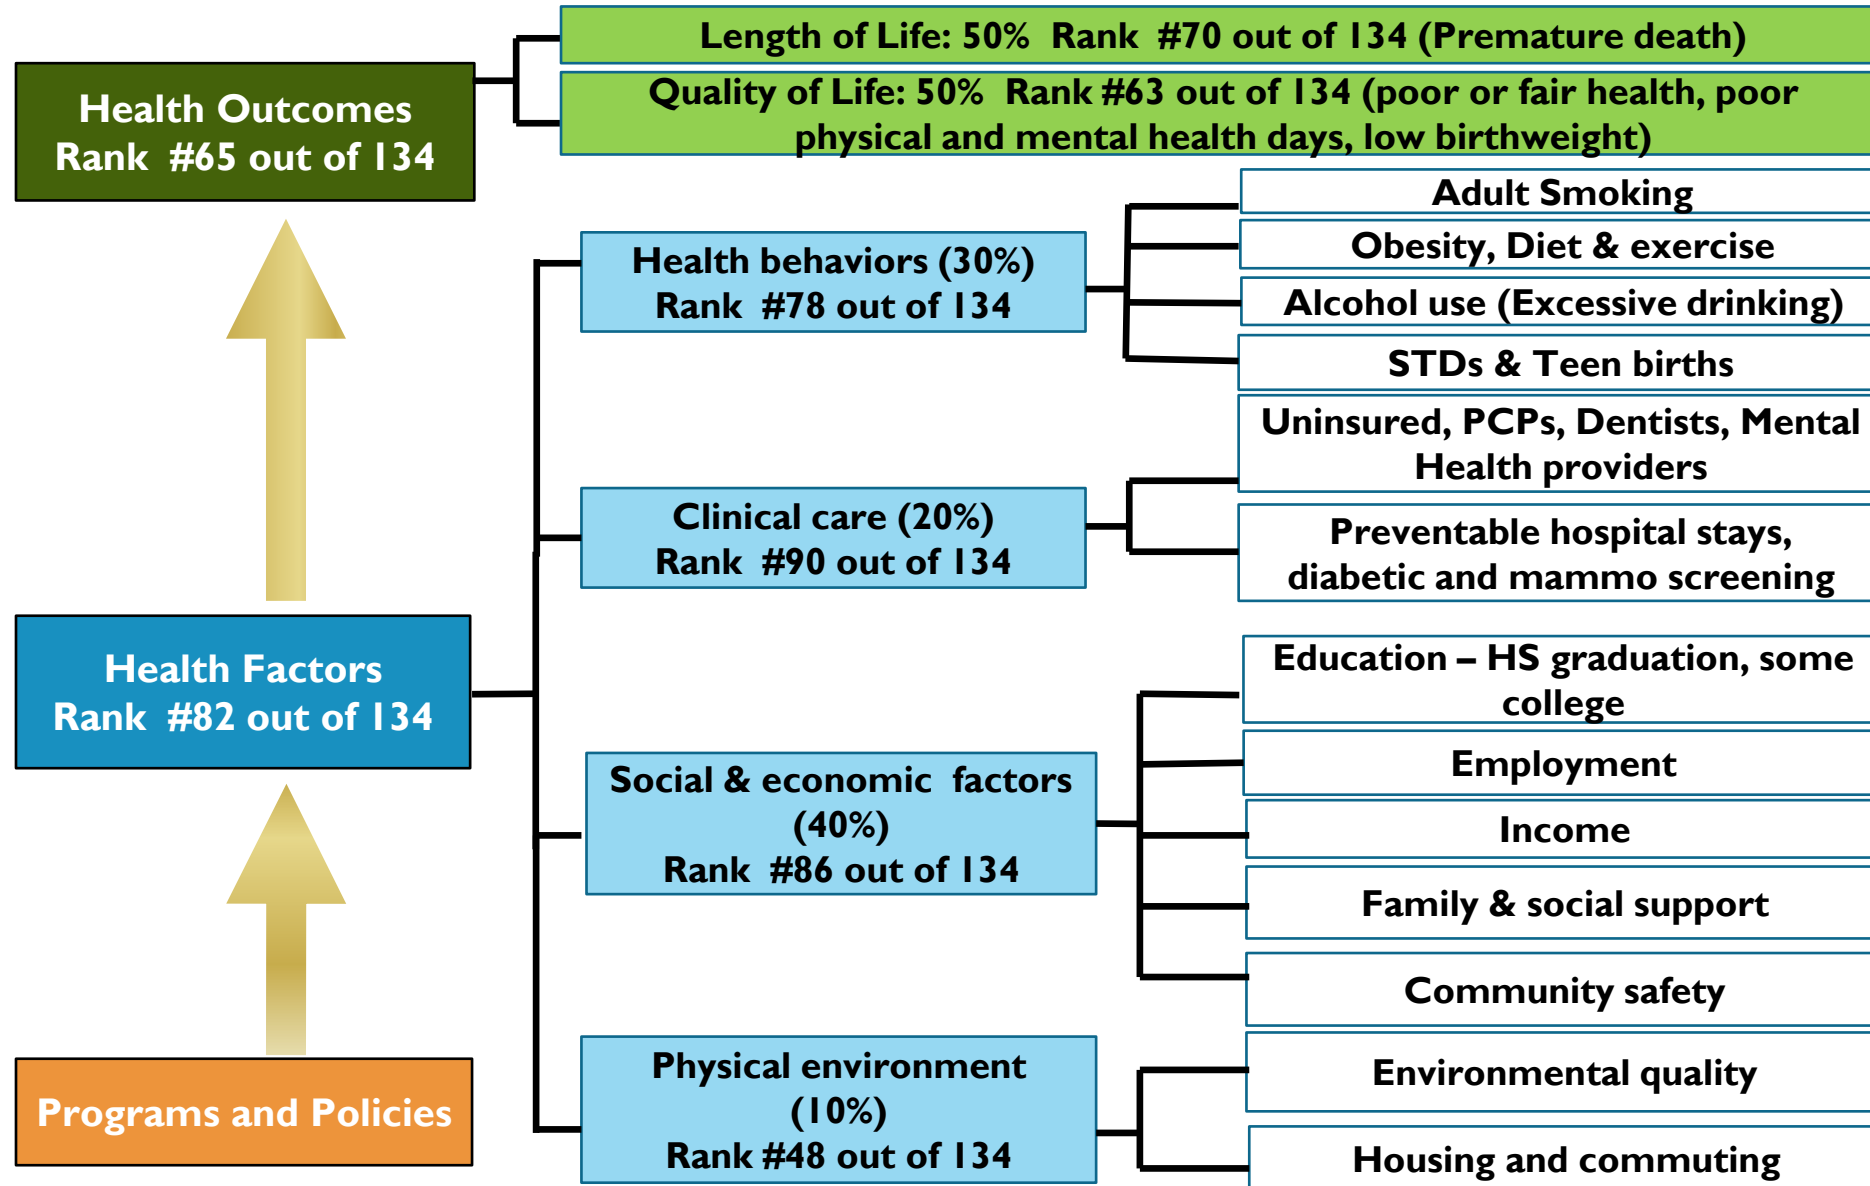 Length of Life: 50% Rank #70 out of 134 (Premature death)
Quality of Life: 50% Rank #63 out of 134 (poor or fair health, poor
physical and mental health days, low birthweight)
Health Outcomes
Rank #65 out of 134
Health behaviors (30%)
Rank #78 out of 134
Adult Smoking
Obesity, Diet & exercise
Alcohol use (Excessive drinking)
STDs & Teen births
Clinical care (20%)
Rank #90 out of 134
Uninsured, PCPs, Dentists, Mental
Health providers
Preventable hospital stays,
diabetic and mammo screening
Health Factors
Rank #82 out of 134
Social & economic factors
(40%)
Rank #86 out of 134
Education – HS graduation, some
college
Employment
Income
Family & social support
Community safety
Programs and Policies
Physical environment
(10%)
Rank #48 out of 134
Environmental quality
Housing and commuting